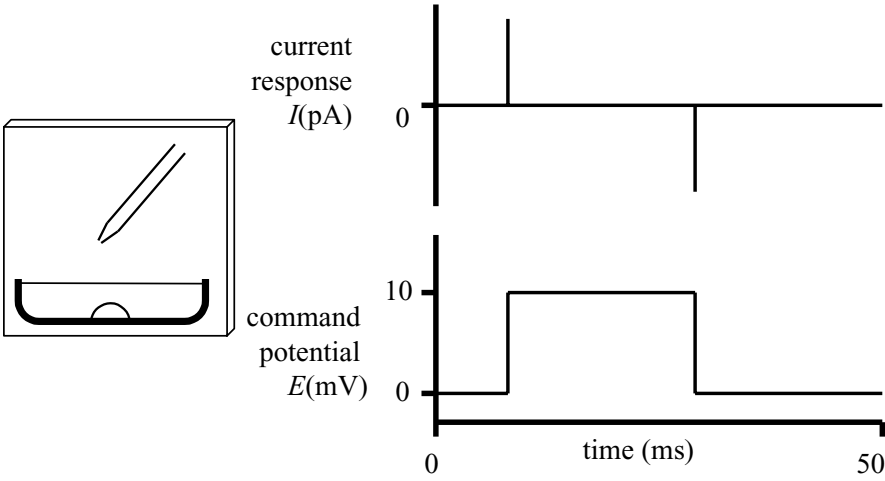 current
response
I(pA)
0
10
command
potential
E(mV)
0
time (ms)
0
50